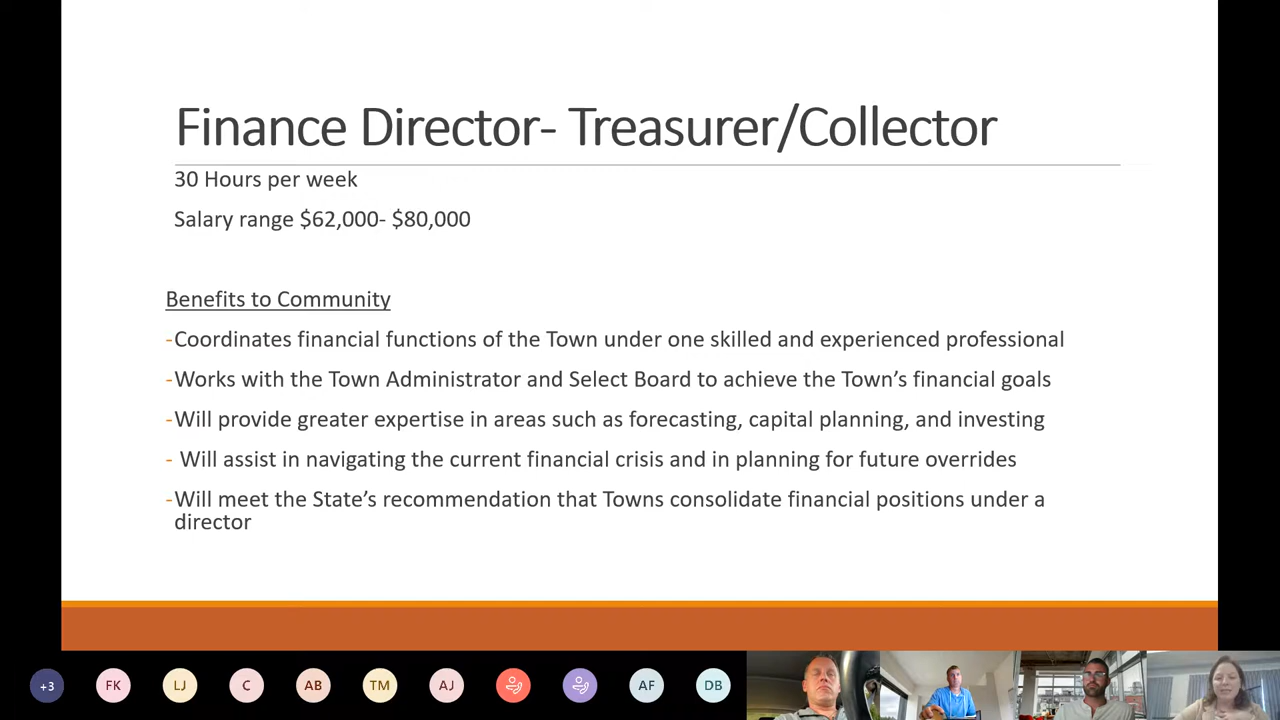 Finance Director- Treasurer/Collector
30 Hours per week
Salary range $62,000- $80,000
Benefits to Community
-Coordinates financial functions of the Town under one skilled and experienced professional
-Works with the Town Administrator and Select Board to achieve the Town’s financial goals
-Will provide greater expertise in areas such as forecasting, capital planning, and investing
- Will assist in navigating the current financial crisis and in planning for future overrides
-Will meet the State’s recommendation that Towns consolidate financial positions under a
director
+3 FK LJ C AB TM AJ AF DB